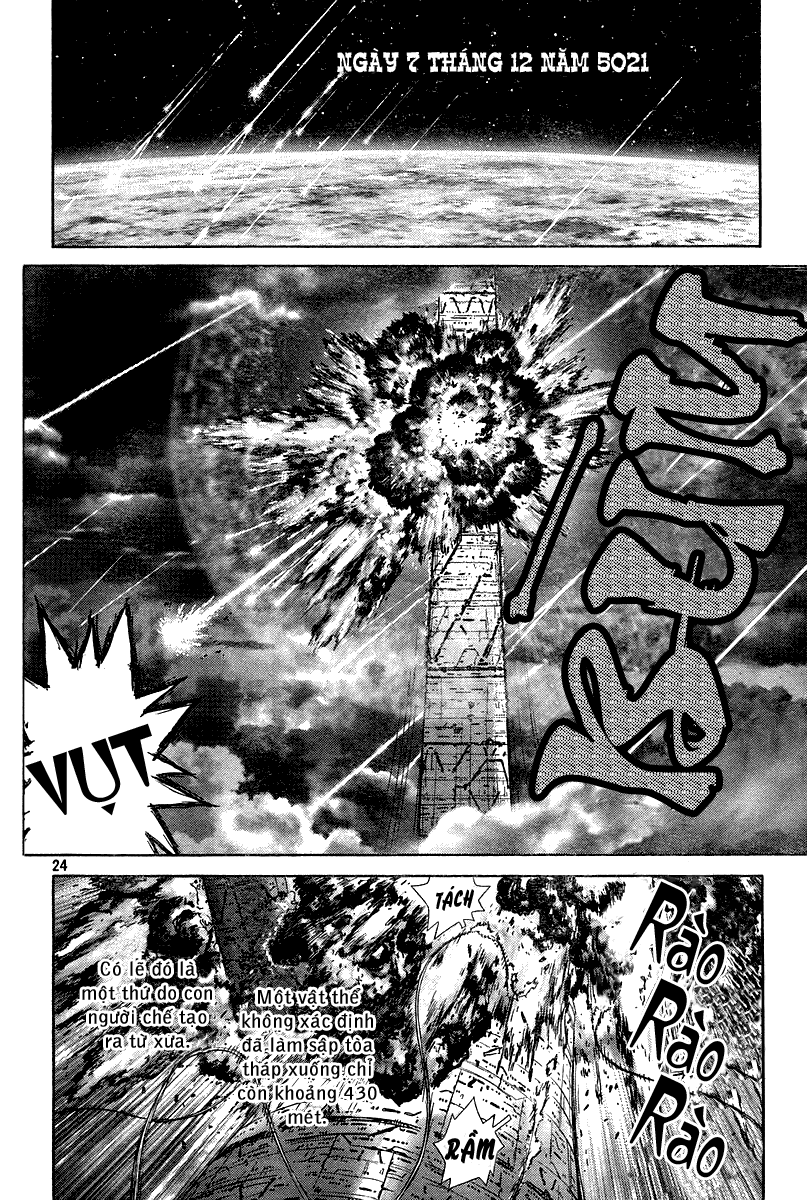 NGÀY 7 THÁNG 12 NĂM 5021
VỤT
24
TÁCH
Rào
Rào
Rào
Có lẽ đó là
một thứ do con
người chế tạo
ra từ xưa.
Một vật thể
không xác định
đã làm sập tòa
tháp xuống chỉ
còn khoảng 430
mét.
RẦM